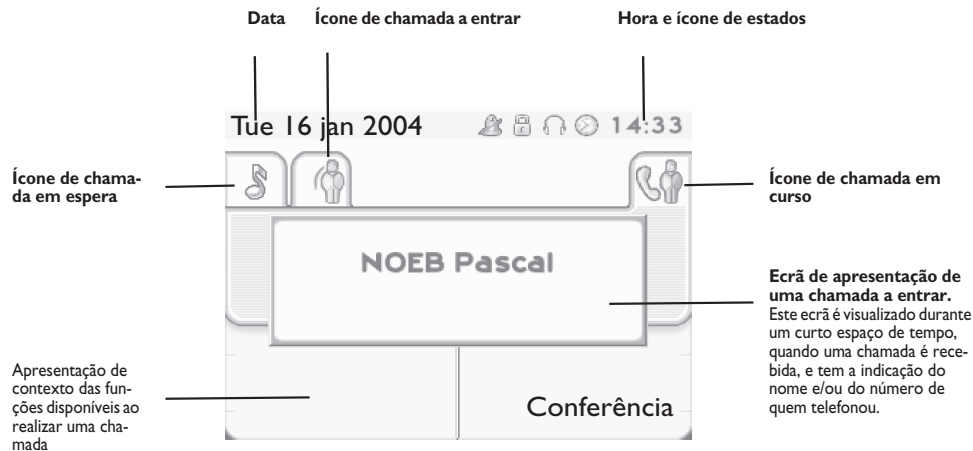 Data
Ícone de chamada a entrar
Hora e ícone de estados
Tue 16 jan 2004
14:33
Ícone de chama-
da em espera
Ícone de chamada em
curso
NOEB Pascal
Ecrã de apresentação de
uma chamada a entrar.
Este ecrã é visualizado durante
um curto espaço de tempo,
quando uma chamada é rece-
bida, e tem a indicação do
nome e/ou do número de
quem telefonou.
Apresentação de
contexto das fun-
ções disponíveis ao
realizar uma cha-
mada
Conferência